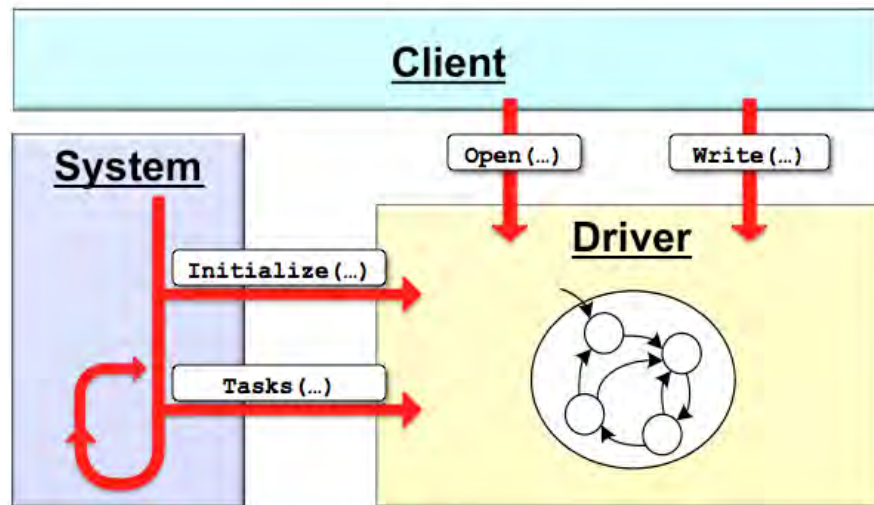 Client
Open(…)
Write(…)
System
Driver
Initialize(…)
Tasks(…)